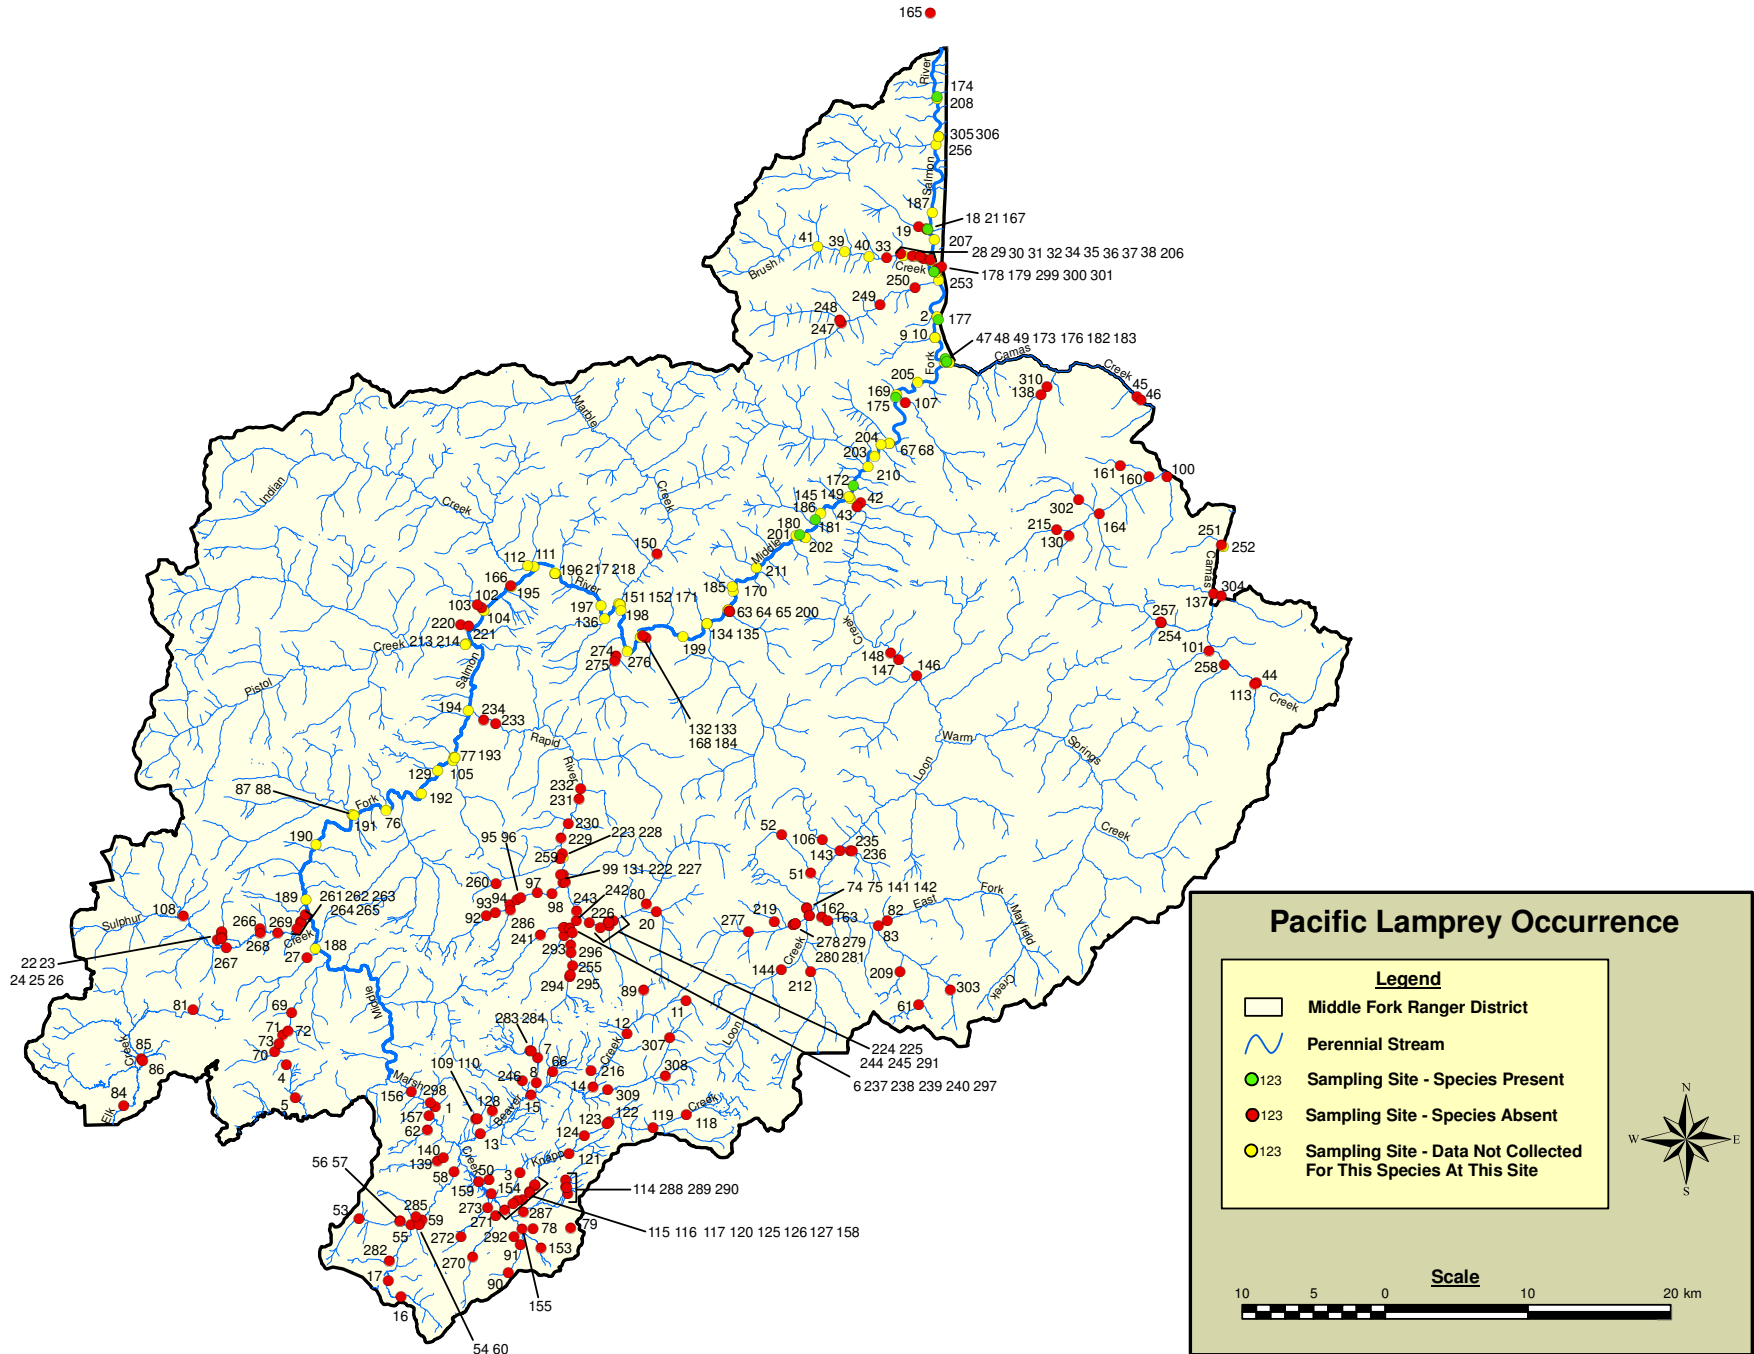 165
River
174
208
305 306
256
Salmon
187
18 21 167
19
207
41 39 40 33
28 29 30 31 32 34 35 36 37 38 206
Brush
Creek
178 179 299 300 301
250
253
249
248
247
2
177
9 10
47 48 49 173 176 182 183
Fork
Camas
Creek
205
310
138
45
46
169
175
107
Marble
204
203
67 68
210
161
160
100
172
Indian
Creek
Creek
145 149
186
42
43
302
164
180
181
201
202
215
130
251
252
Middle
150
112 111
196 217 218
211
Camas
166
195
River
185
170
304
137
103 102
104
197
151 152 171
198
136
63 64 65 200
257
254
220
221
Creek 213 214
134 135
199
Creek
101
274
275
276
148
147
146
258
44
113
Creek
Salmon
Pistol
194
234
233
132 133
168 184
Rapid
Warm
Springs
77 193
129
105
River
Loon
87 88
Fork
192
232
231
191
76
190
230
229
95 96
223 228
259
52
106
235
143
236
Creek
260
97
99 131 222 227
51
189
261 262 263
264 265
93 94
92
98
243
242
80
74 75 141 142
Fork
108
Sulphur
266
269
286
226
20
277
219
162
163
82
East
83
Mayfield
268
Creek
241
293
278 279
280 281
22 23
24 25 26
267
27
188
296
255
295
294
Creek
144
212
209
303
Creek
61
81
69
Middle
89
11
71
72
73
70
283 284
12
307
Loon
224 225
244 245 291
85
86
Creek
4
109 110
7
66
Creek
6 237 238 239 240 297
Marsh
246
8
216
308
84
Elk
5
156
298
1
128
Beaver
15
14
309
157
62
13
122
123
119
Creek
118
124
140
139
Creek
Knapp
121
56 57
58
50
3
159
154
114 288 289 290
53
285
59
273
287
115 116 117 120 125 126 127 158
55
271
78
79
272
292
282
91
153
270
17
90
155
16
54 60
Pacific Lamprey Occurrence
Legend
Middle Fork Ranger District
Perennial Stream
123 Sampling Site - Species Present
123 Sampling Site - Species Absent
123 Sampling Site - Data Not Collected
For This Species At This Site
N
W E
S
Scale
10 5 0 10 20 km